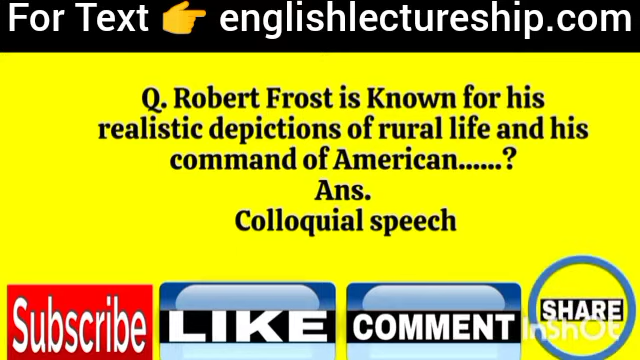 For Text 👉 englishlectureship.com
Q. Robert Frost is Known for his
realistic depictions of rural life and his
command of American......?
Ans.
Colloquial speech
Subscribe
LIKE
COMMENT
SHARE
InShOt